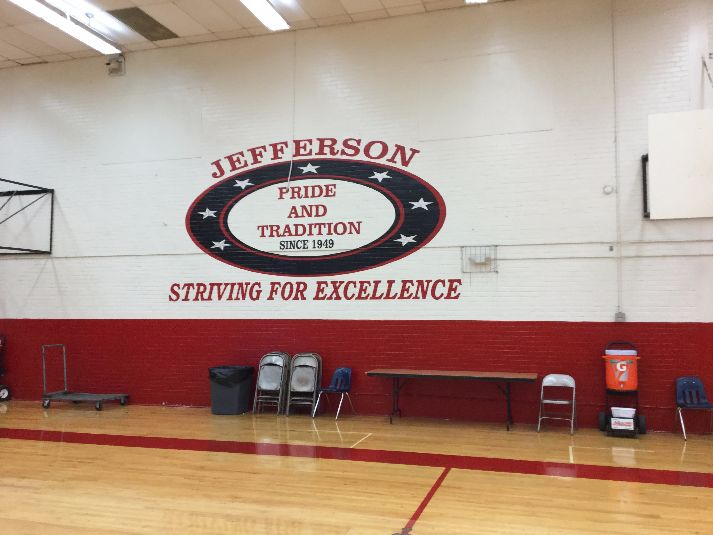 JEFFERSON
PRIDE
AND
TRADITION
SINCE 1949
STRIVING FOR EXCELLENCE
G